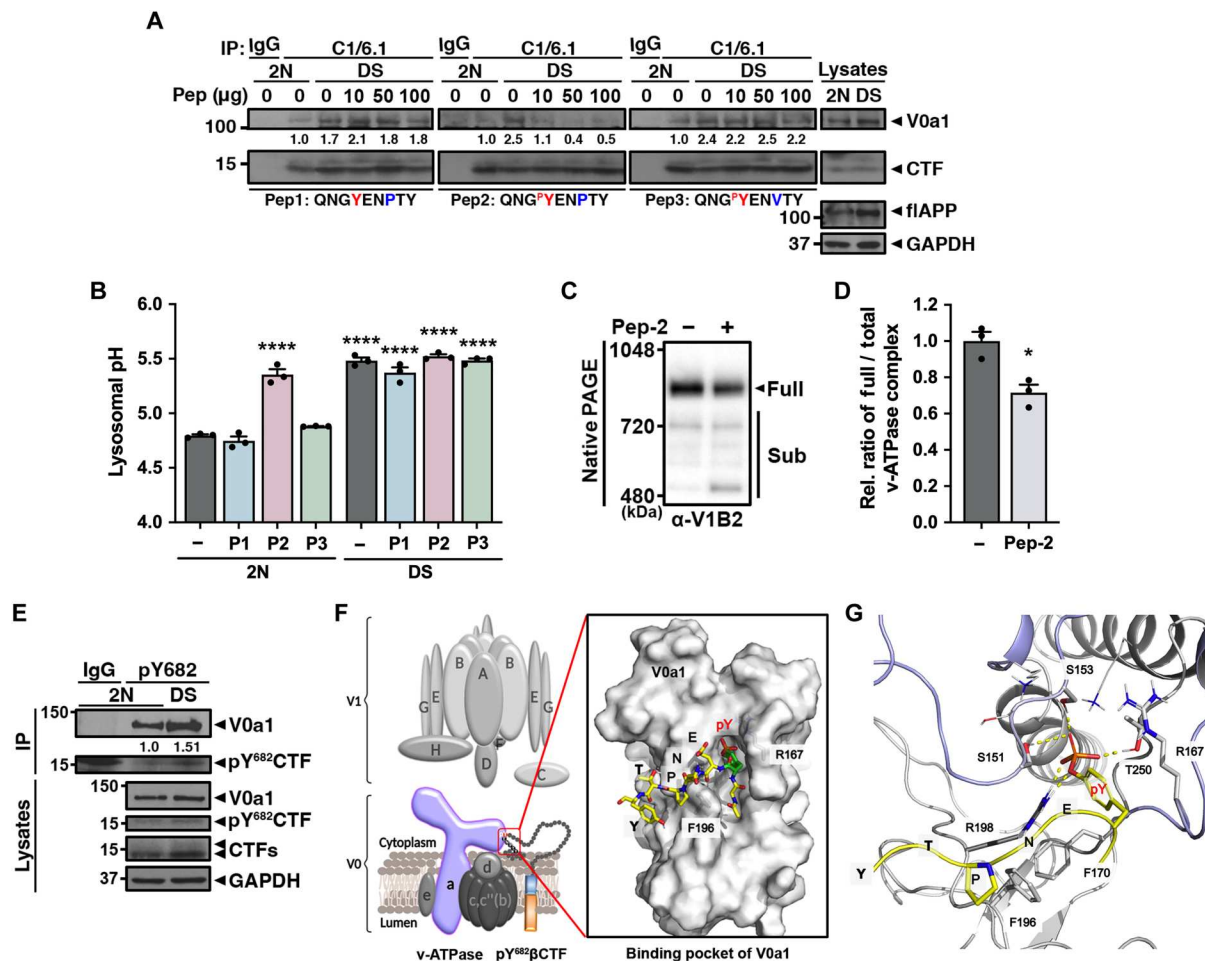 A
IP: IgG C1/6.1 IgG C1/6.1 IgG C1/6.1
2N DS 2N DS 2N DS Lysates
Pep (µg) 0 0 0 10 50 100 0 0 0 10 50 100 0 0 0 10 50 100 2N DS
100 V0a1
1.0 1.7 2.1 1.8 1.8 1.0 2.5 1.1 0.4 0.5 1.0 2.4 2.2 2.5 2.2
15 CTF
Pep1: QNGYENPTY Pep2: QNGᴾYENPTY Pep3: QNGᴾYENVTY
100 flAPP
37 GAPDH
B
Lysosomal pH
6.0
5.5
5.0
4.5
4.0
**** **** **** **** ****
– P1 P2 P3 – P1 P2 P3
2N DS
C
Pep-2 – +
Native PAGE
1048
720
480
(kDa)
Full
Sub
α-V1B2
D
Rel. ratio of full / total
v-ATPase complex
1.2
1.0
0.8
0.6
0.4
0.2
0.0
*
– Pep-2
E
IgG pY682
2N DS
IP
150 V0a1
1.0 1.51
15 pY⁶⁸²CTF
Lysates
150 V0a1
15 pY⁶⁸²CTF
15 CTFs
37 GAPDH
F
V1
B B
A
E E
G G
H
F
D
C
V0
Cytoplasm
d
e a c,c''(b)
Lumen
v-ATPase pY⁶⁸²βCTF
V0a1
pY
E
N
R167
T P
F196
Y
Binding pocket of V0a1
G
S153
S151 R167
T250
pY
R198 E
T N
Y P F170
F196